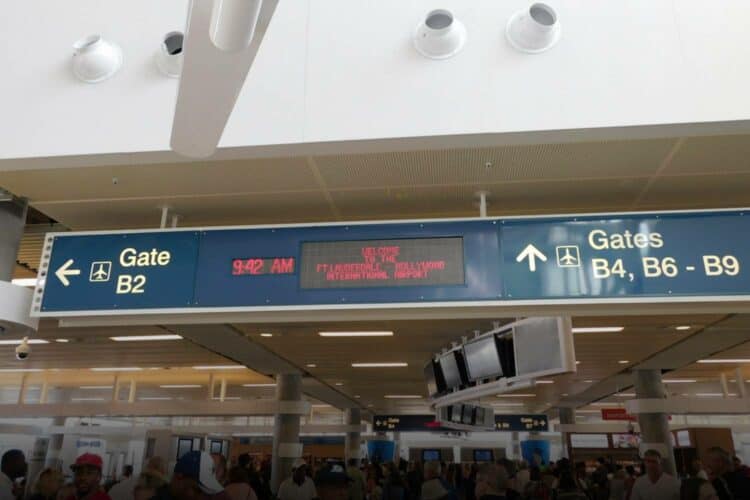 Gate
B2
9:42 AM
WELCOME
TO THE
FT.LAUDERDALE - HOLLYWOOD
INTERNATIONAL AIRPORT
Gates
B4, B6 - B9